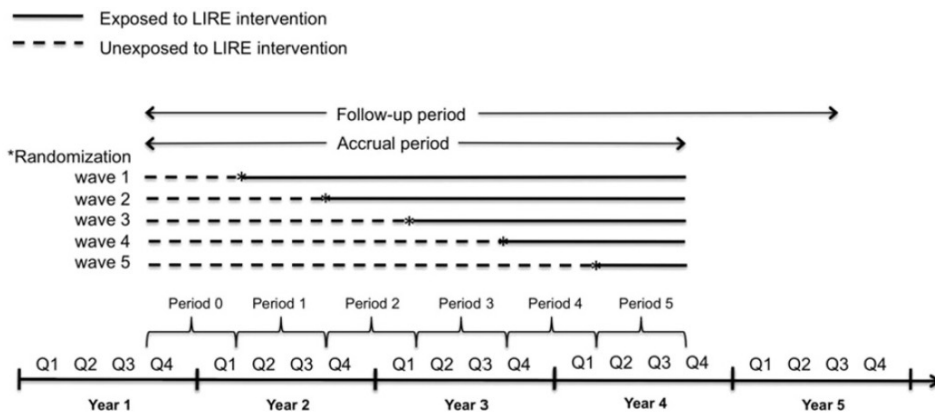 Exposed to LIRE intervention
Unexposed to LIRE intervention
Follow-up period
Accrual period
*Randomization
wave 1 *
wave 2 *
wave 3 *
wave 4 *
wave 5 *
Period 0 Period 1 Period 2 Period 3 Period 4 Period 5
Q1 Q2 Q3 Q4 Q1 Q2 Q3 Q4 Q1 Q2 Q3 Q4 Q1 Q2 Q3 Q4 Q1 Q2 Q3 Q4
Year 1 Year 2 Year 3 Year 4 Year 5